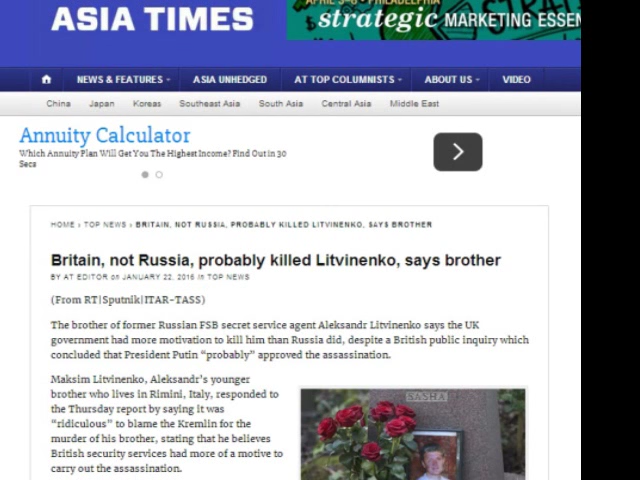 APRIL 3-6 • PHILADELPHIA
ASIA TIMES
strategic MARKETING ESSEN
NEWS & FEATURES
ASIA UNHEDGED
AT TOP COLUMNISTS
ABOUT US
VIDEO
China Japan Koreas Southeast Asia South Asia Central Asia Middle East
Annuity Calculator
Which Annuity Plan Will Get You The Highest Income? Find Out in 30
Secs
HOME › TOP NEWS › BRITAIN, NOT RUSSIA, PROBABLY KILLED LITVINENKO, SAYS BROTHER
Britain, not Russia, probably killed Litvinenko, says brother
BY AT EDITOR on JANUARY 22, 2016 in TOP NEWS
(From RT|Sputnik|ITAR-TASS)
The brother of former Russian FSB secret service agent Aleksandr Litvinenko says the UK
government had more motivation to kill him than Russia did, despite a British public inquiry which
concluded that President Putin “probably” approved the assassination.
Maksim Litvinenko, Aleksandr's younger
brother who lives in Rimini, Italy, responded to
the Thursday report by saying it was
“ridiculous” to blame the Kremlin for the
murder of his brother, stating that he believes
British security services had more of a motive to
carry out the assassination.
SASHA